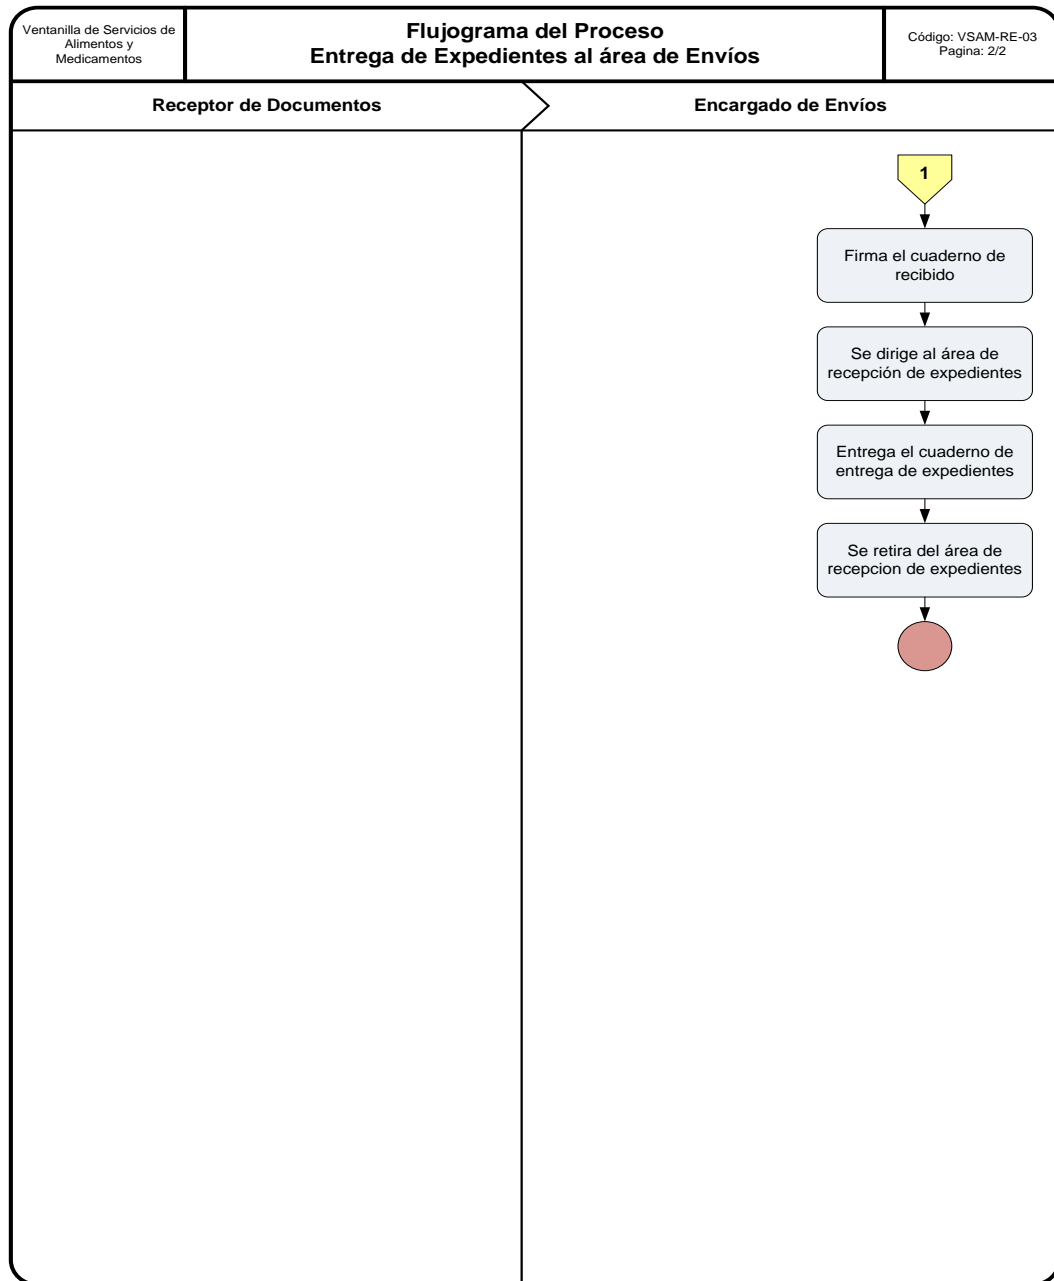 Ventanilla de Servicios de
Alimentos y
Medicamentos
Flujograma del Proceso
Entrega de Expedientes al área de Envíos
Código: VSAM-RE-03
Pagina: 2/2
Receptor de Documentos
Encargado de Envíos
1
Firma el cuaderno de
recibido
Se dirige al área de
recepción de expedientes
Entrega el cuaderno de
entrega de expedientes
Se retira del área de
recepcion de expedientes